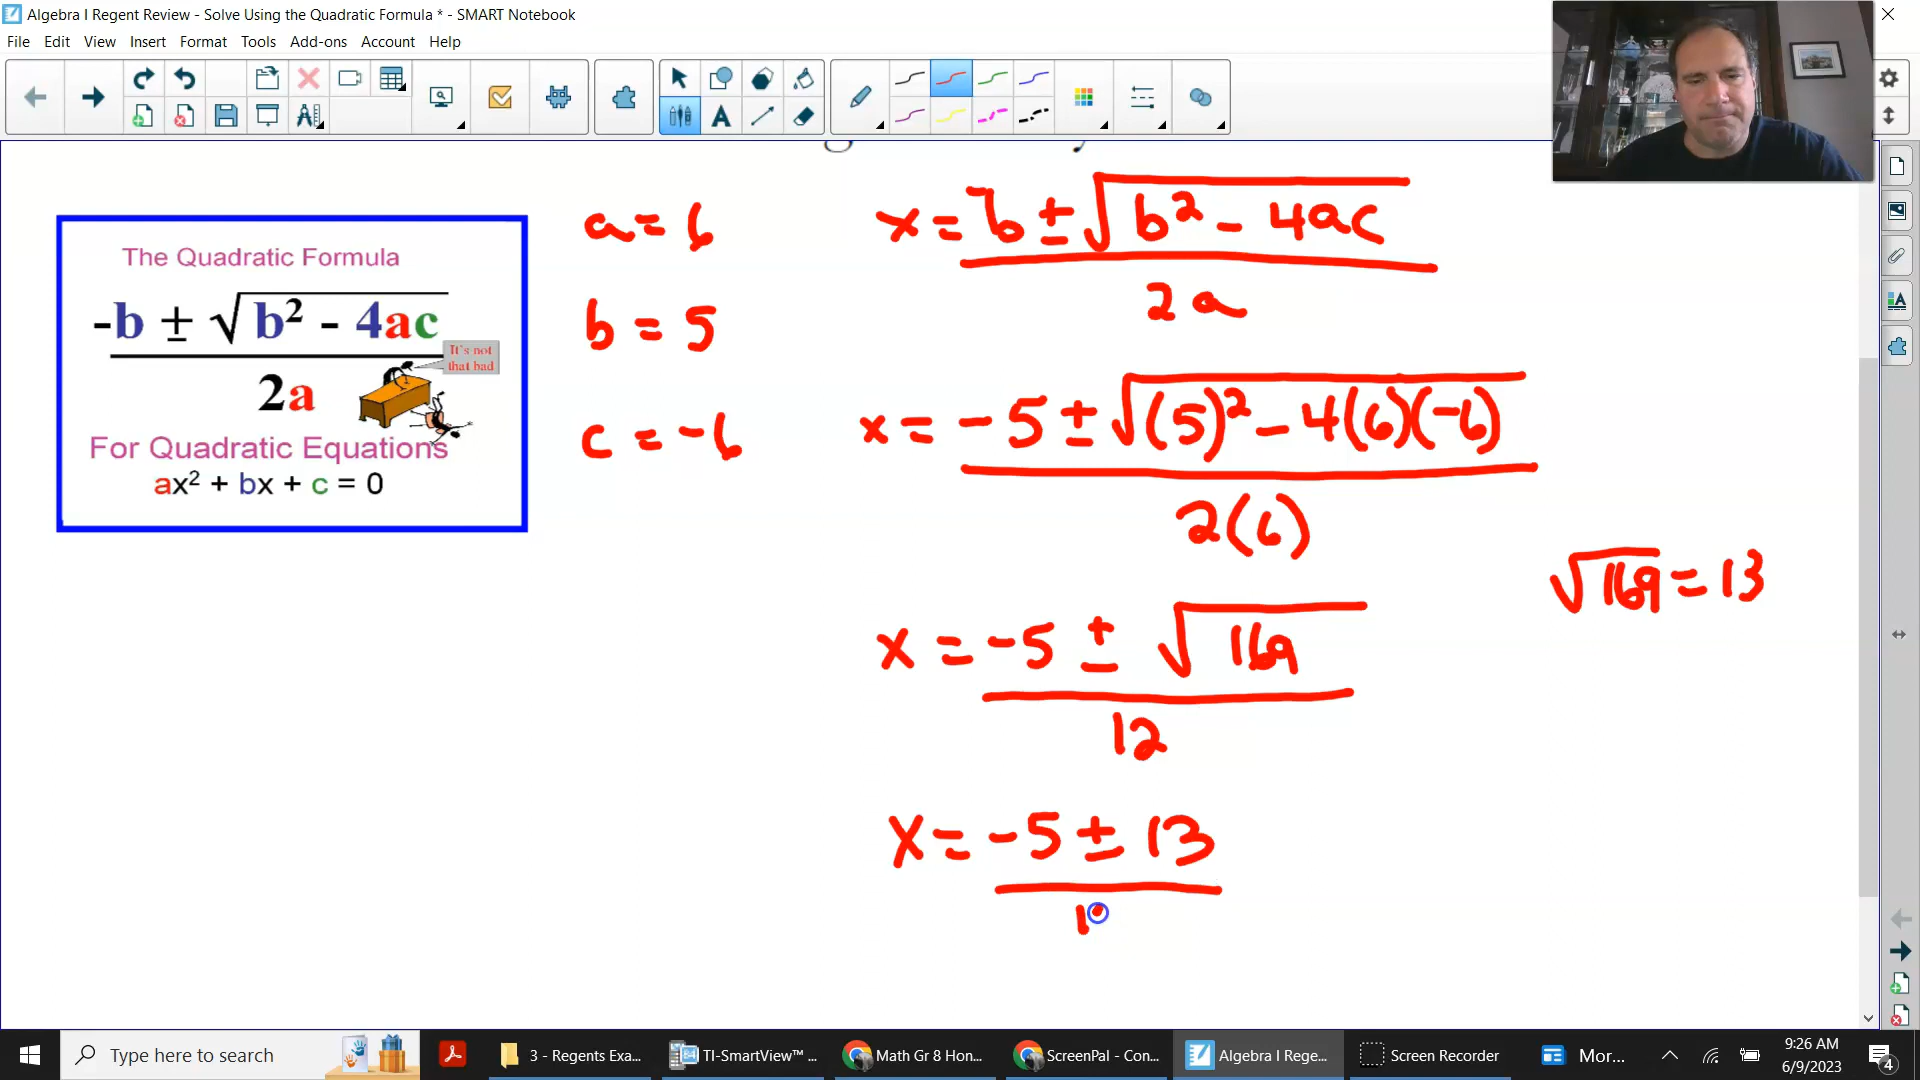 Algebra I Regent Review - Solve Using the Quadratic Formula * - SMART Notebook
File Edit View Insert Format Tools Add-ons Account Help
The Quadratic Formula
-b ± √b² - 4ac
2a
It's not
that bad
For Quadratic Equations
ax² + bx + c = 0
a = 6
b = 5
c = -6
x = -b ± √b² - 4ac
2a
x = -5 ± √(5)² - 4(6)(-6)
2(6)
√169 = 13
x = -5 ± √169
12
x = -5 ± 13
1
Type here to search
3 - Regents Exa...
TI-SmartView™ ...
Math Gr 8 Hon...
ScreenPal - Con...
Algebra I Rege...
Screen Recorder
Mor...
9:26 AM
6/9/2023
4